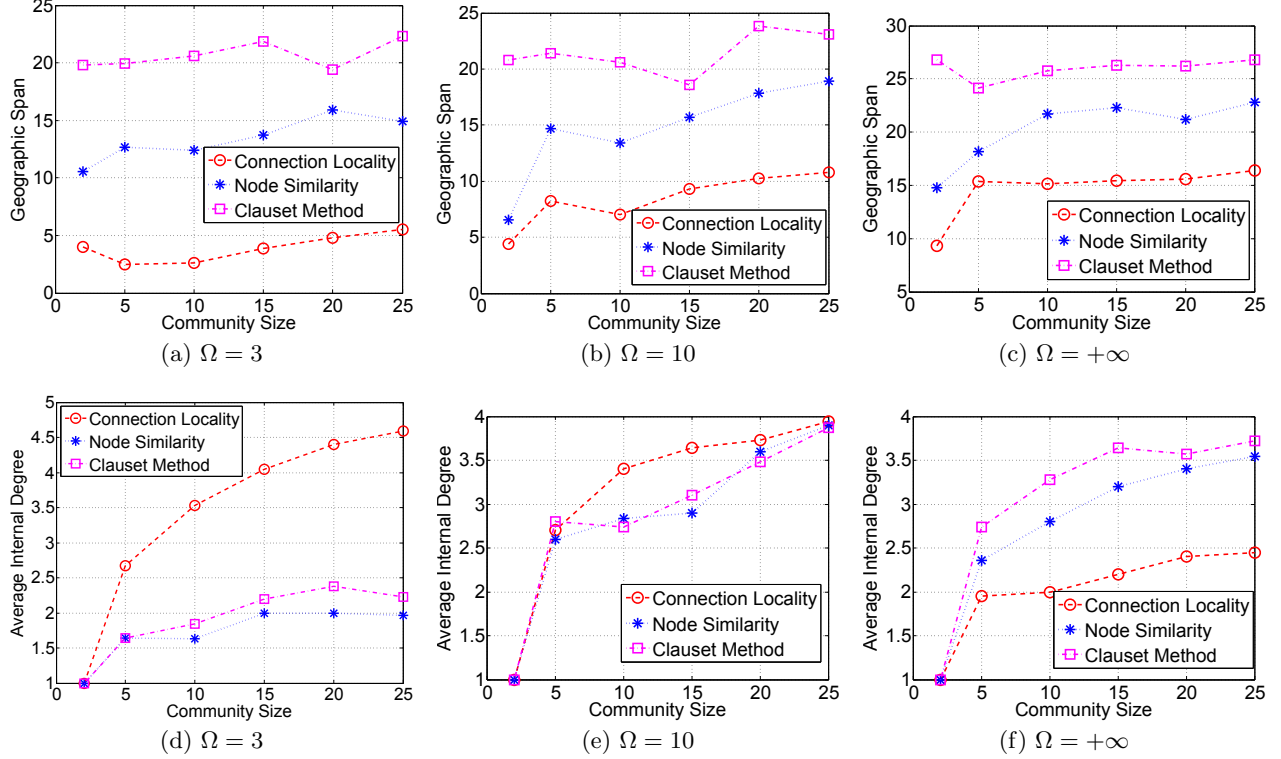 25
20
15
10
5
0
Geographic Span
Connection Locality
Node Similarity
Clauset Method
0 5 10 15 20 25
Community Size
(a) Ω = 3
25
20
15
10
5
0
Geographic Span
Connection Locality
Node Similarity
Clauset Method
0 5 10 15 20 25
Community Size
(b) Ω = 10
30
25
20
15
10
5
Geographic Span
Connection Locality
Node Similarity
Clauset Method
0 5 10 15 20 25
Community Size
(c) Ω = +∞
5
4.5
4
3.5
3
2.5
2
1.5
1
Average Internal Degree
Connection Locality
Node Similarity
Clauset Method
0 5 10 15 20 25
Community Size
(d) Ω = 3
4
3.5
3
2.5
2
1.5
1
Average Internal Degree
Connection Locality
Node Similarity
Clauset Method
0 5 10 15 20 25
Community Size
(e) Ω = 10
4
3.5
3
2.5
2
1.5
1
Average Internal Degree
Connection Locality
Node Similarity
Clauset Method
0 5 10 15 20 25
Community Size
(f) Ω = +∞